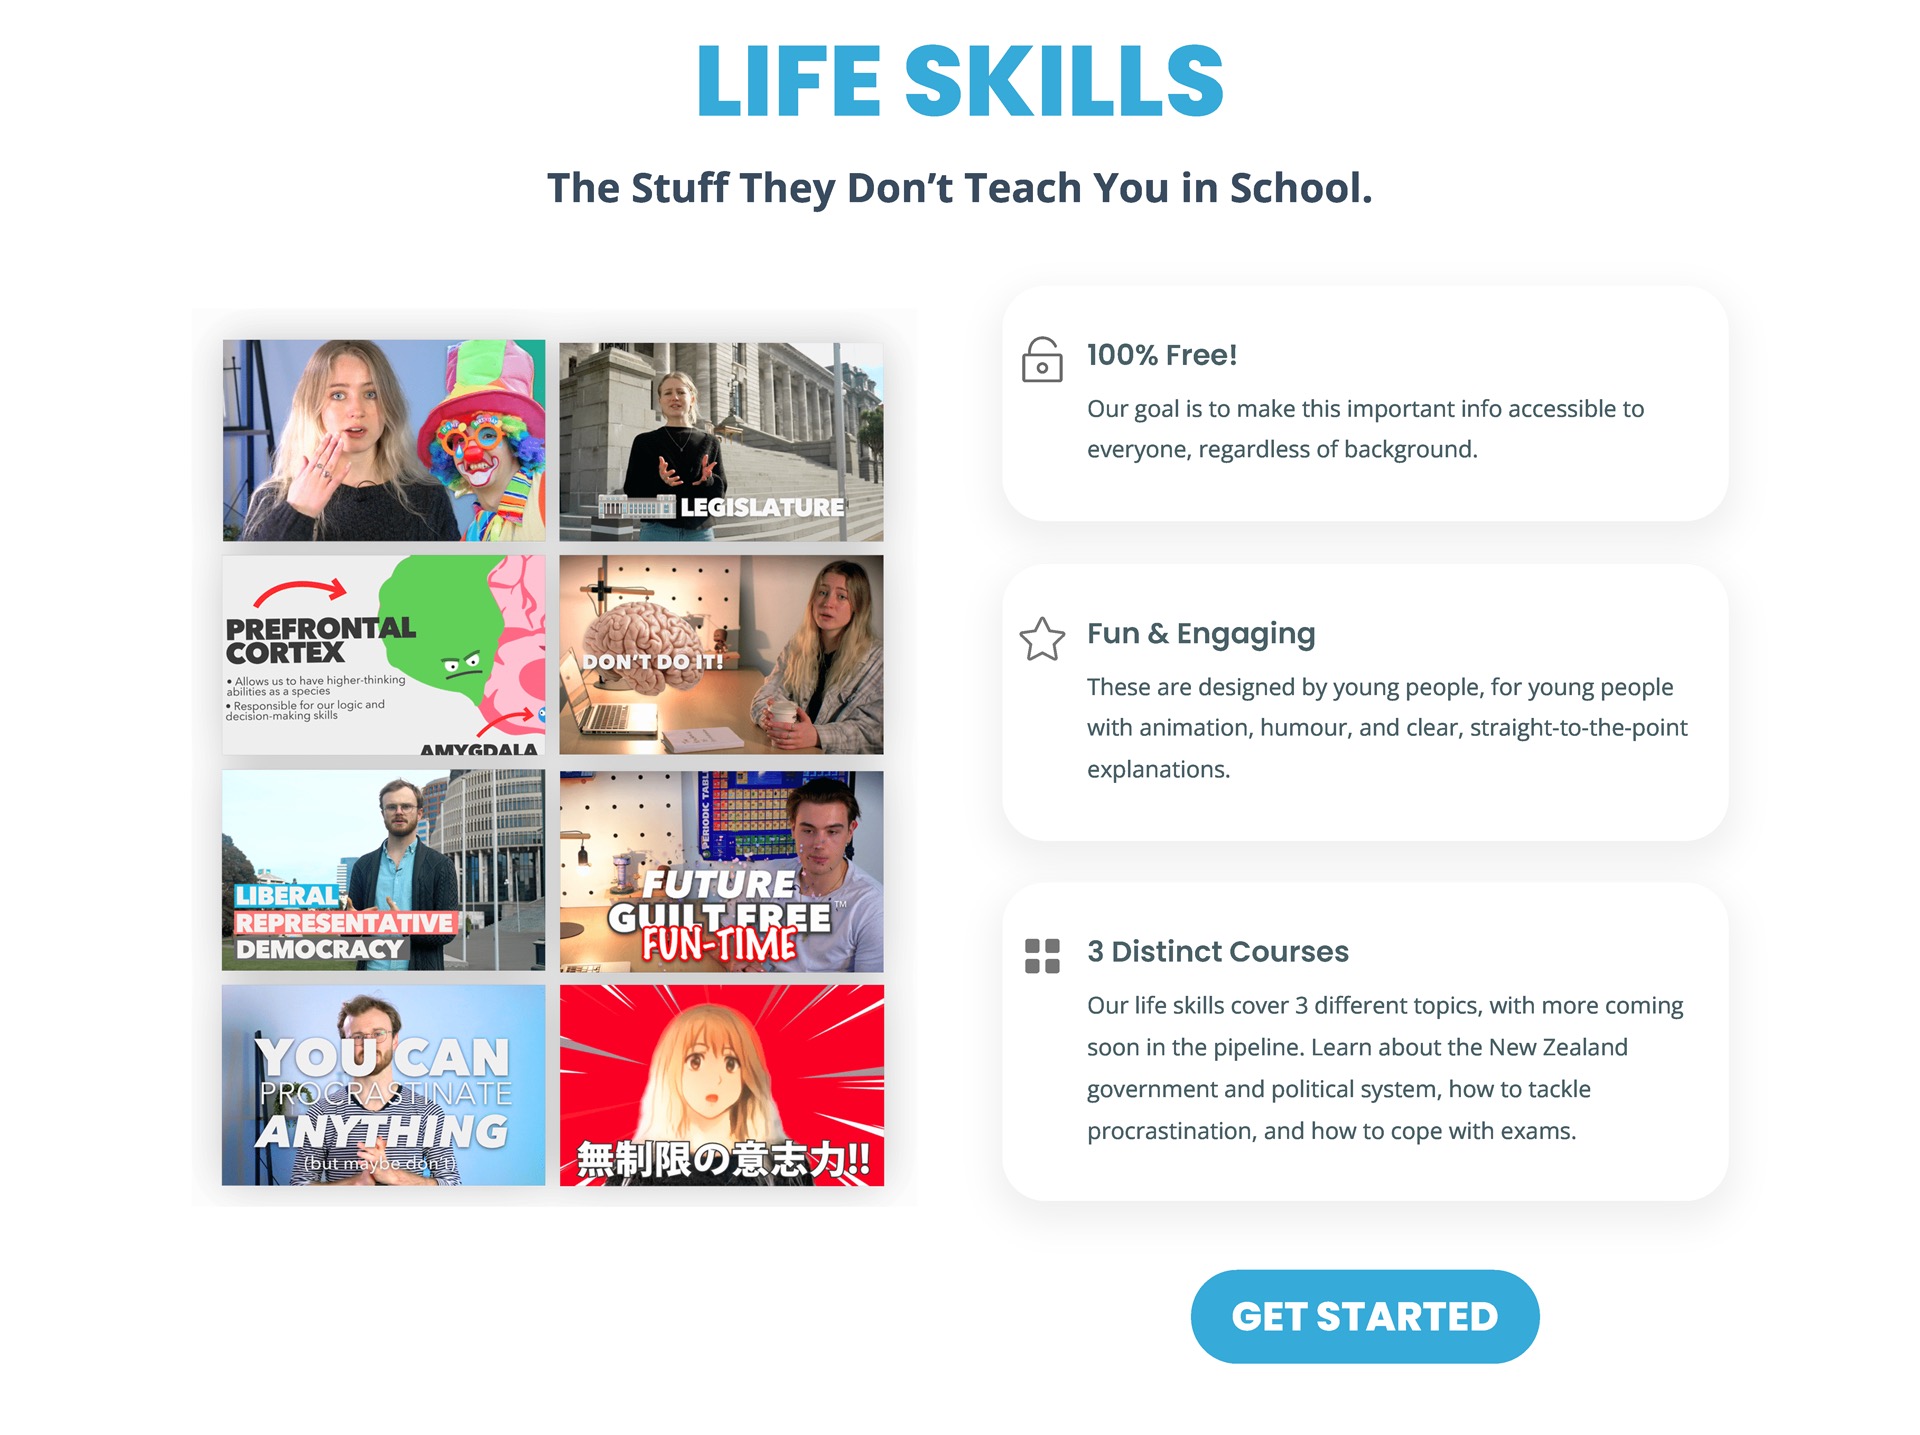 LIFE SKILLS
The Stuff They Don't Teach You in School.
LEGISLATURE
PREFRONTAL
CORTEX
• Allows us to have higher-thinking
abilities as a species
• Responsible for our logic and
decision-making skills
AMYGDALA
DON'T DO IT!
LIBERAL
REPRESENTATIVE
DEMOCRACY
PERIODIC TABL
FUTURE
GUILT FREE™
FUN-TIME
YOU CAN
PROCRASTINATE
ANYTHING
(but maybe don't)
無制限の意志力!!
100% Free!
Our goal is to make this important info accessible to
everyone, regardless of background.
Fun & Engaging
These are designed by young people, for young people
with animation, humour, and clear, straight-to-the-point
explanations.
3 Distinct Courses
Our life skills cover 3 different topics, with more coming
soon in the pipeline. Learn about the New Zealand
government and political system, how to tackle
procrastination, and how to cope with exams.
GET STARTED